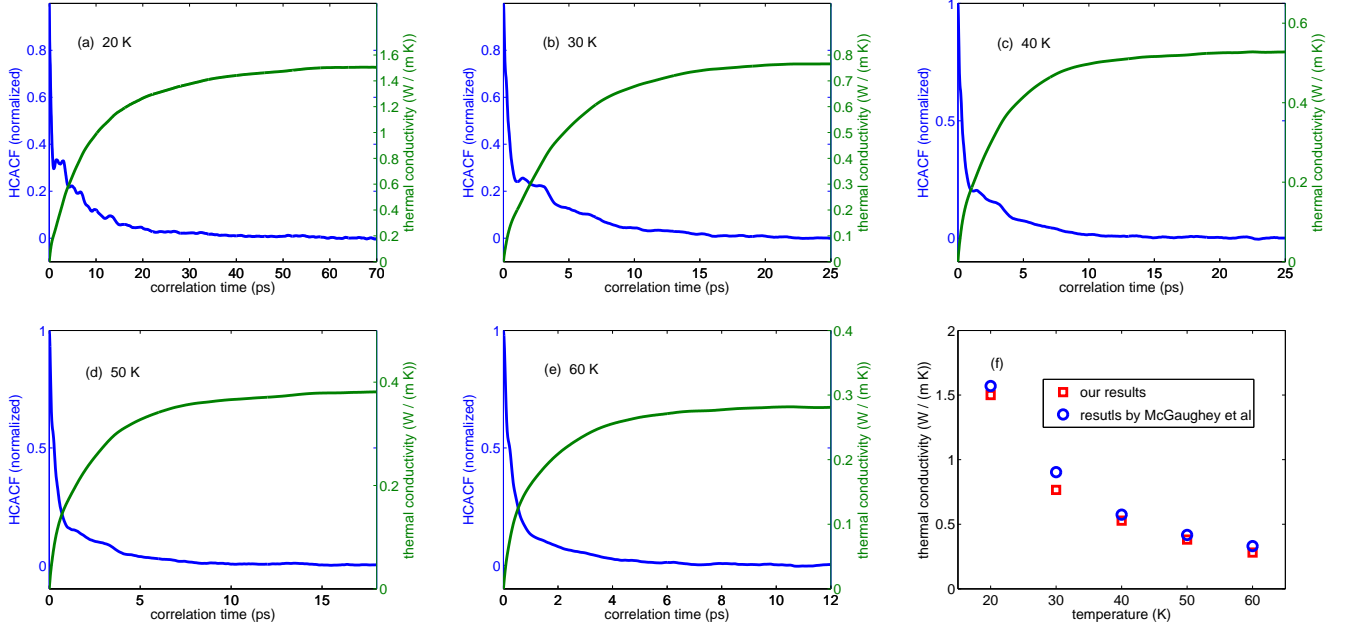 (a) 20 K
HCACF (normalized)
0
0.2
0.4
0.6
0.8
0
0.2
0.4
0.6
0.8
1
1.2
1.4
1.6
thermal conductivity (W / (m K))
0 10 20 30 40 50 60 70
correlation time (ps)
(b) 30 K
HCACF (normalized)
0
0.2
0.4
0.6
0.8
0
0.1
0.2
0.3
0.4
0.5
0.6
0.7
0.8
thermal conductivity (W / (m K))
0 5 10 15 20 25
correlation time (ps)
(c) 40 K
HCACF (normalized)
0
0.5
1
0
0.2
0.4
0.6
thermal conductivity (W / (m K))
0 5 10 15 20 25
correlation time (ps)
(d) 50 K
HCACF (normalized)
0
0.5
1
0
0.2
0.4
thermal conductivity (W / (m K))
0 5 10 15
correlation time (ps)
(e) 60 K
HCACF (normalized)
0
0.5
1
0
0.1
0.2
0.3
0.4
thermal conductivity (W / (m K))
0 2 4 6 8 10 12
correlation time (ps)
(f)
our results
resutls by McGaughey et al
thermal conductivity (W / (m K))
0
0.5
1
1.5
2
20 30 40 50 60
temperature (K)